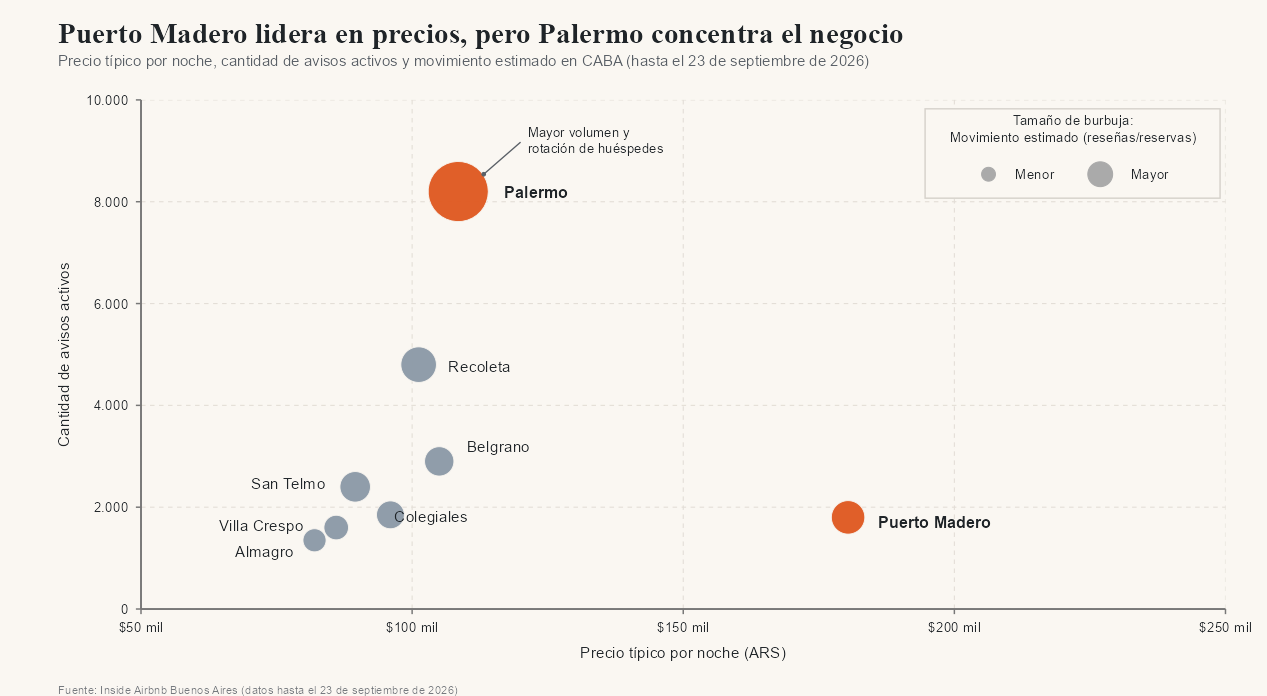 Puerto Madero lidera en precios, pero Palermo concentra el negocio
Precio típico por noche, cantidad de avisos activos y movimiento estimado en CABA (hasta el 23 de septiembre de 2026)
10.000
8.000
6.000
4.000
2.000
0
Cantidad de avisos activos
Tamaño de burbuja:
Movimiento estimado (reseñas/reservas)
Menor
Mayor
Mayor volumen y
rotación de huéspedes
Palermo
Recoleta
Belgrano
San Telmo
Colegiales
Villa Crespo
Almagro
Puerto Madero
$50 mil
$100 mil
$150 mil
$200 mil
$250 mil
Precio típico por noche (ARS)
Fuente: Inside Airbnb Buenos Aires (datos hasta el 23 de septiembre de 2026)